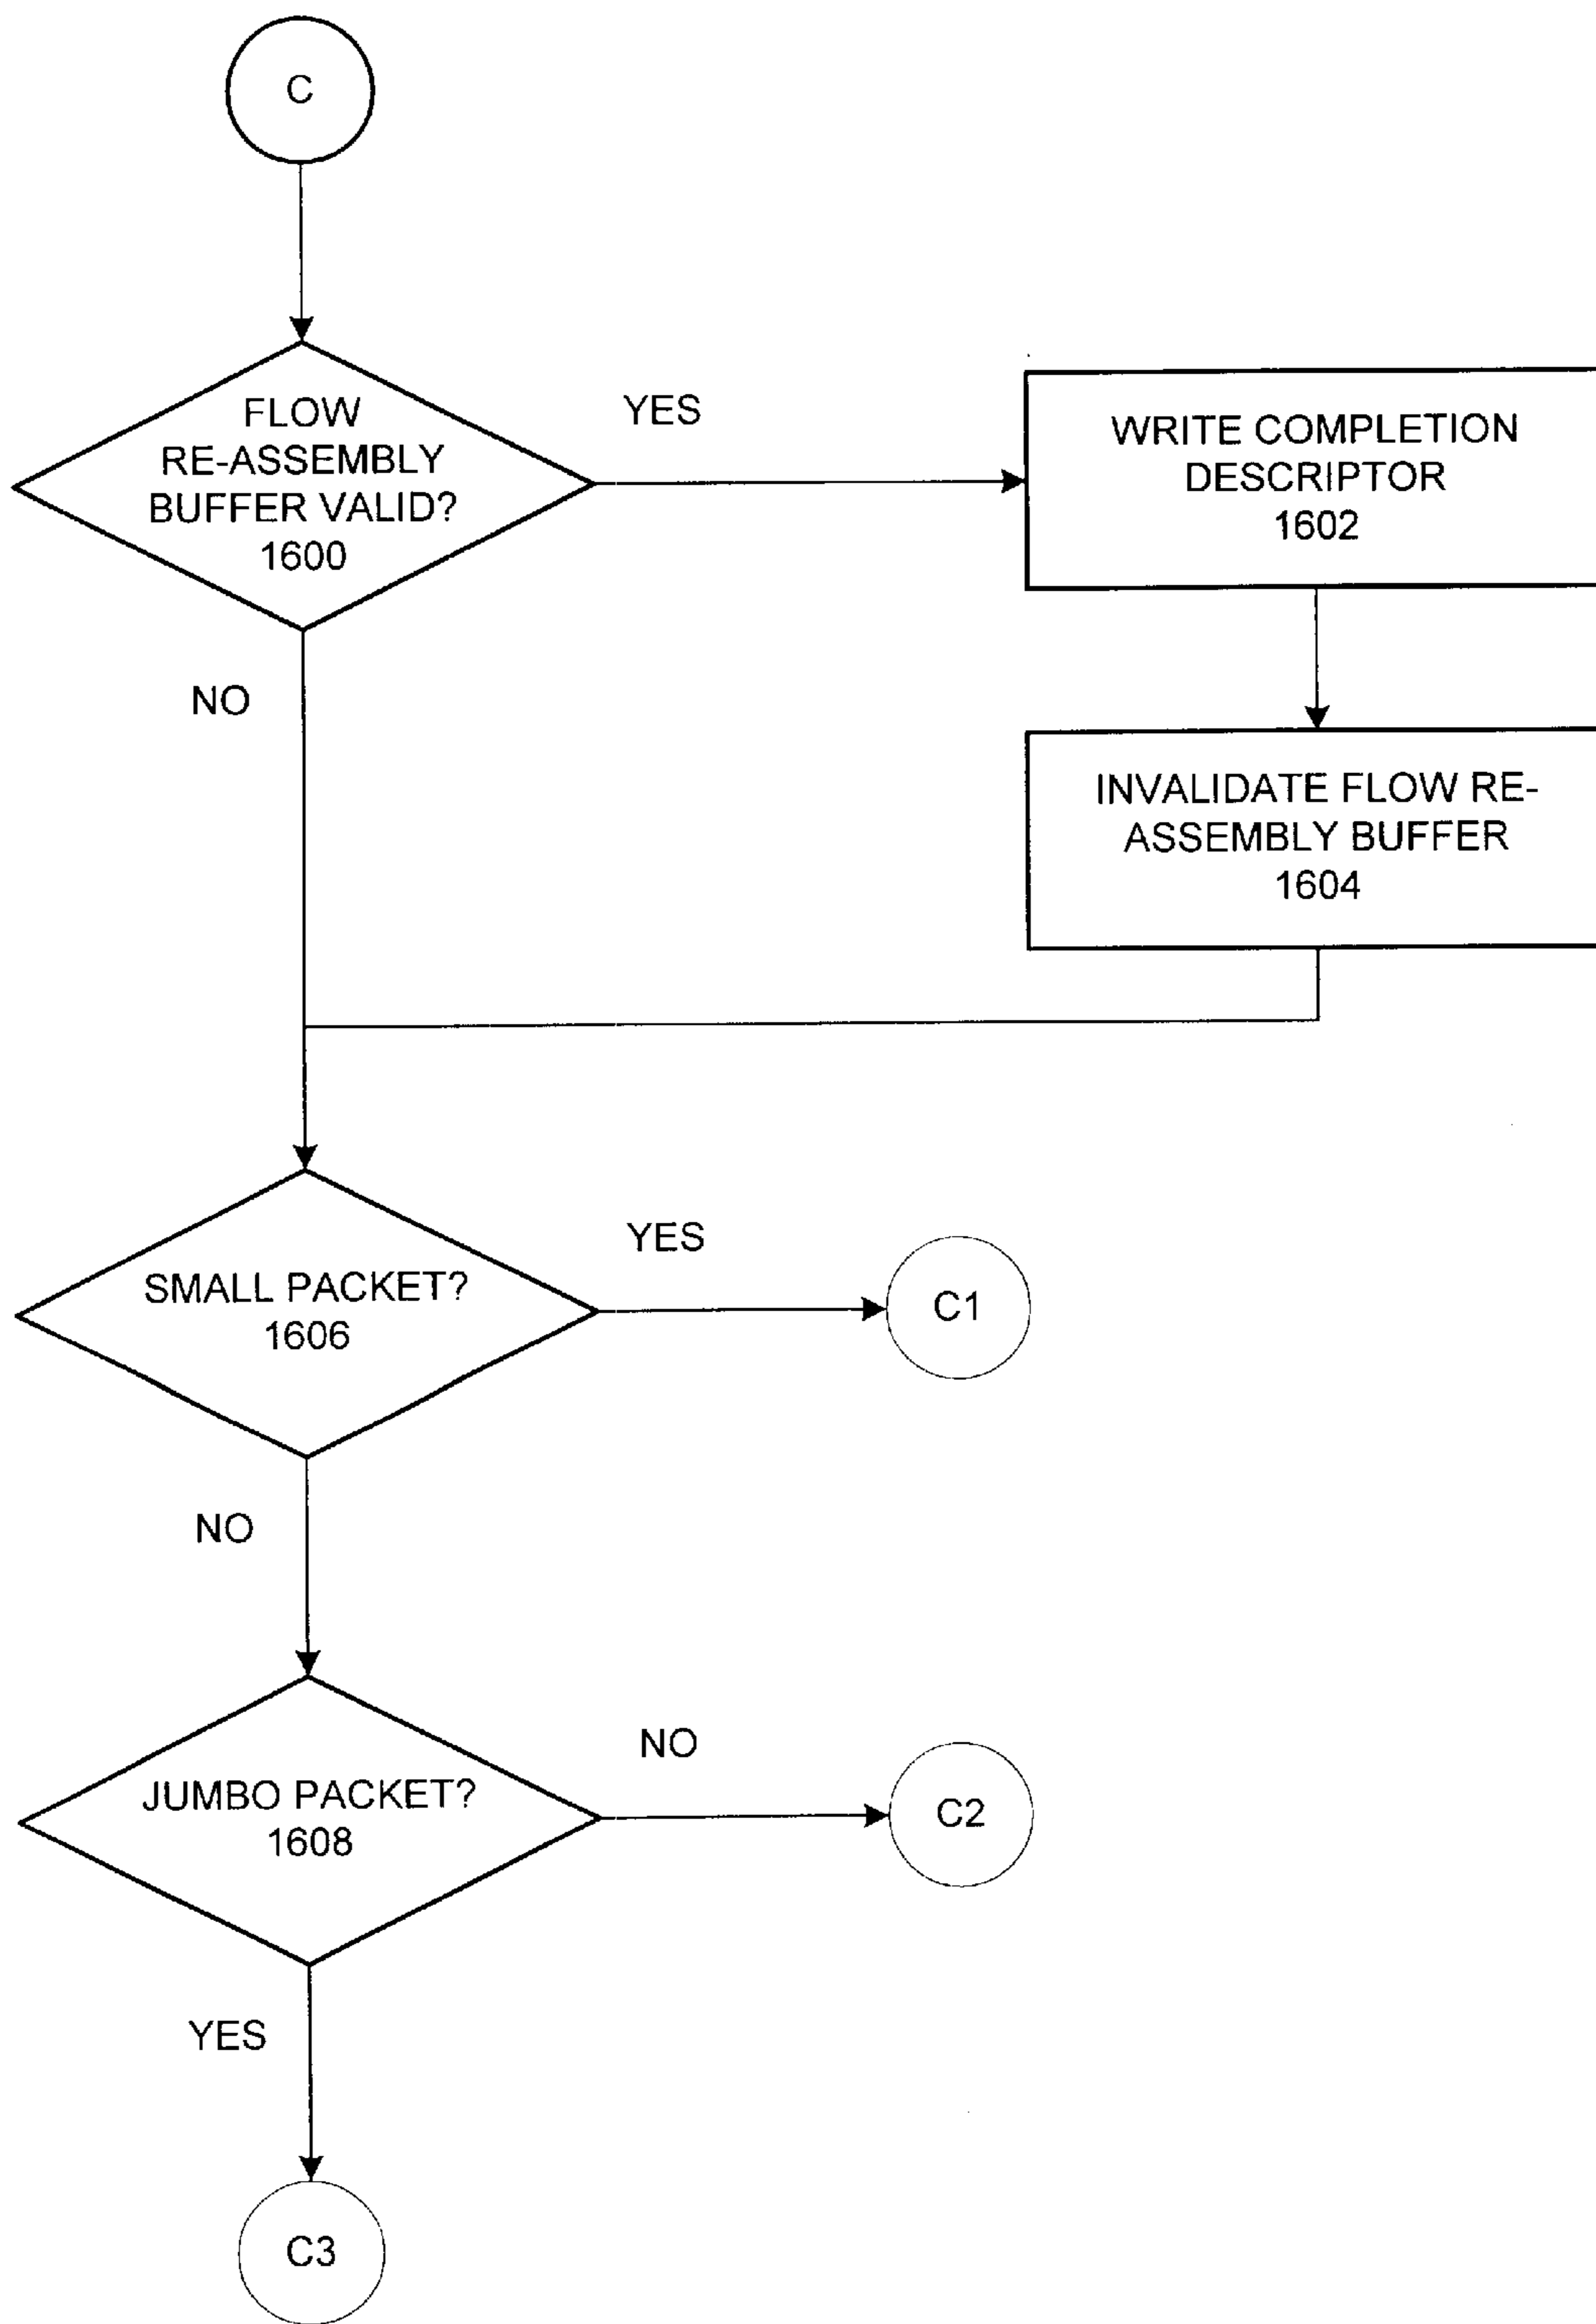 C
FLOW
RE-ASSEMBLY
BUFFER VALID?
1600
YES
WRITE COMPLETION
DESCRIPTOR
1602
NO
INVALIDATE FLOW RE-
ASSEMBLY BUFFER
1604
SMALL PACKET?
1606
YES
C1
NO
JUMBO PACKET?
1608
NO
C2
YES
C3